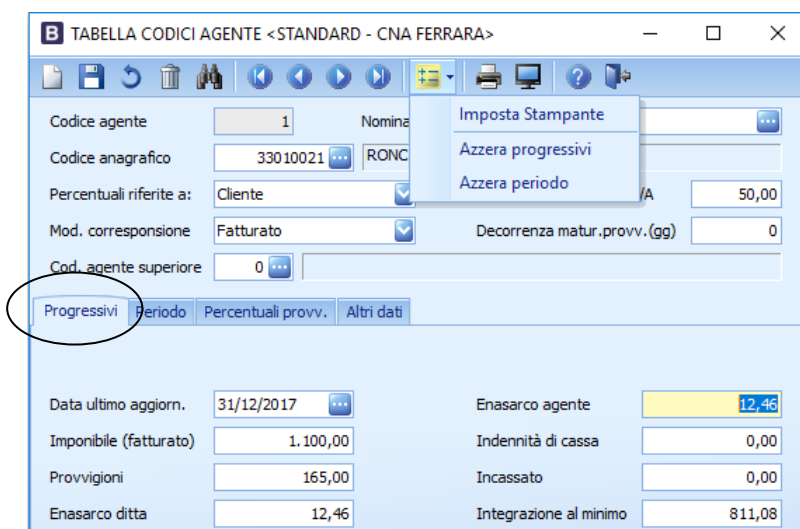 B TABELLA CODICI AGENTE <STANDARD - CNA FERRARA>
Codice agente 1 Nomina
Imposta Stampante
Codice anagrafico 33010021 RONC
Azzera progressivi
Percentuali riferite a: Cliente /A 50,00
Azzera periodo
Mod. corresponsione Fatturato Decorrenza matur.provv.(gg) 0
Cod. agente superiore 0
Progressivi Periodo Percentuali provv. Altri dati
Data ultimo aggiorn. 31/12/2017 Enasarco agente 12,46
Imponibile (fatturato) 1.100,00 Indennità di cassa 0,00
Provvigioni 165,00 Incassato 0,00
Enasarco ditta 12,46 Integrazione al minimo 811,08